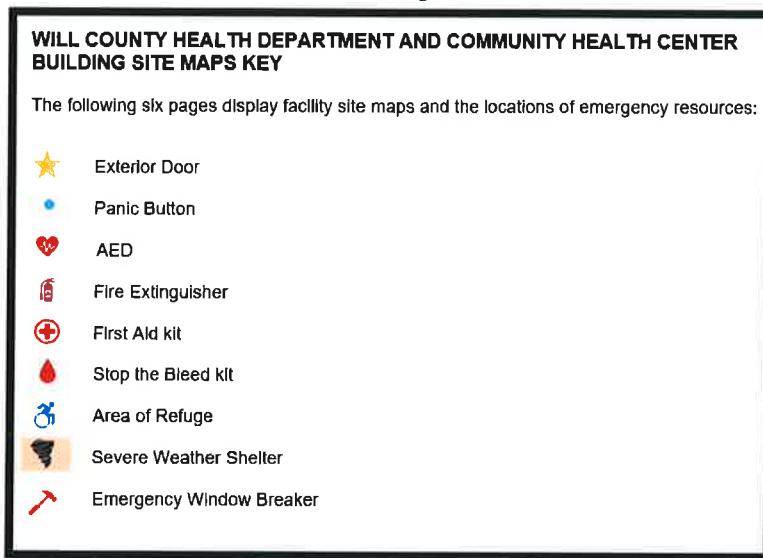 WILL COUNTY HEALTH DEPARTMENT AND COMMUNITY HEALTH CENTER
BUILDING SITE MAPS KEY
The following six pages display facility site maps and the locations of emergency resources:
Exterior Door
Panic Button
AED
Fire Extinguisher
First Aid kit
Stop the Bleed kit
Area of Refuge
Severe Weather Shelter
Emergency Window Breaker